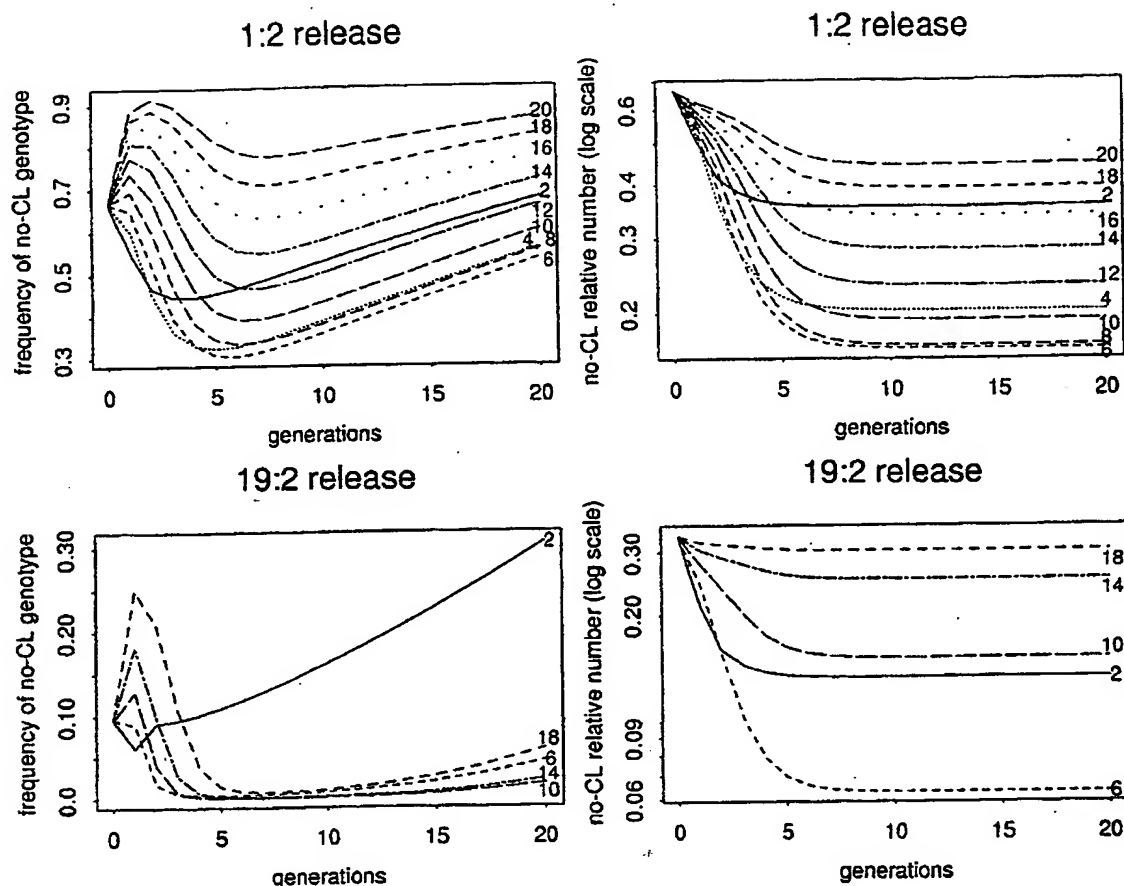 1:2 release
frequency of no-CL genotype
0.9
0.7
0.5
0.3
20
18
16
14
2
12
10
4 8
6
0 5 10 15 20
generations
1:2 release
no-CL relative number (log scale)
0.6
0.4
0.3
0.2
20
18
2
16
14
12
4
10
8
6
0 5 10 15 20
generations
19:2 release
frequency of no-CL genotype
0.30
0.20
0.10
0.0
2
18
6
14
10
0 5 10 15 20
generations
19:2 release
no-CL relative number (log scale)
0.30
0.20
0.09
0.06
18
14
10
2
6
0 5 10 15 20
generations